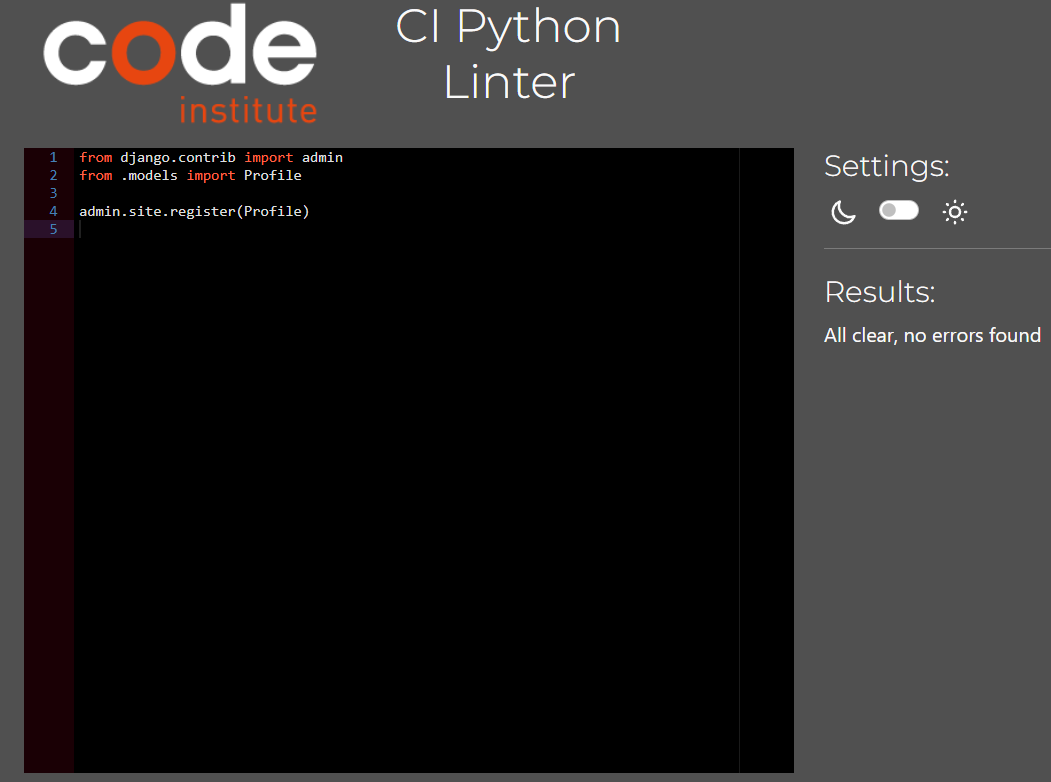 code
institute
CI Python
Linter
1 from django.contrib import admin
2 from .models import Profile
3
4 admin.site.register(Profile)
5
Settings:
Results:
All clear, no errors found